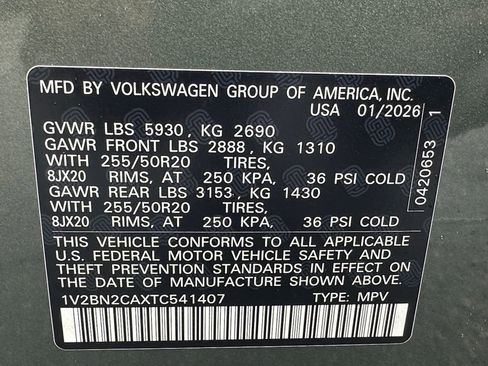 MFD BY VOLKSWAGEN GROUP OF AMERICA, INC.
USA 01/2026
GVWR LBS 5930, KG 2690
GAWR FRONT LBS 2888, KG 1310
WITH 255/50R20 TIRES,
8JX20 RIMS, AT 250 KPA, 36 PSI COLD
GAWR REAR LBS 3153, KG 1430
WITH 255/50R20 TIRES,
8JX20 RIMS, AT 250 KPA, 36 PSI COLD
THIS VEHICLE CONFORMS TO ALL APPLICABLE
U.S. FEDERAL MOTOR VEHICLE SAFETY AND
THEFT PREVENTION STANDARDS IN EFFECT ON
THE DATE OF MANUFACTURE SHOWN ABOVE.
1V2BN2CAXTC541407 TYPE: MPV
0420653 1